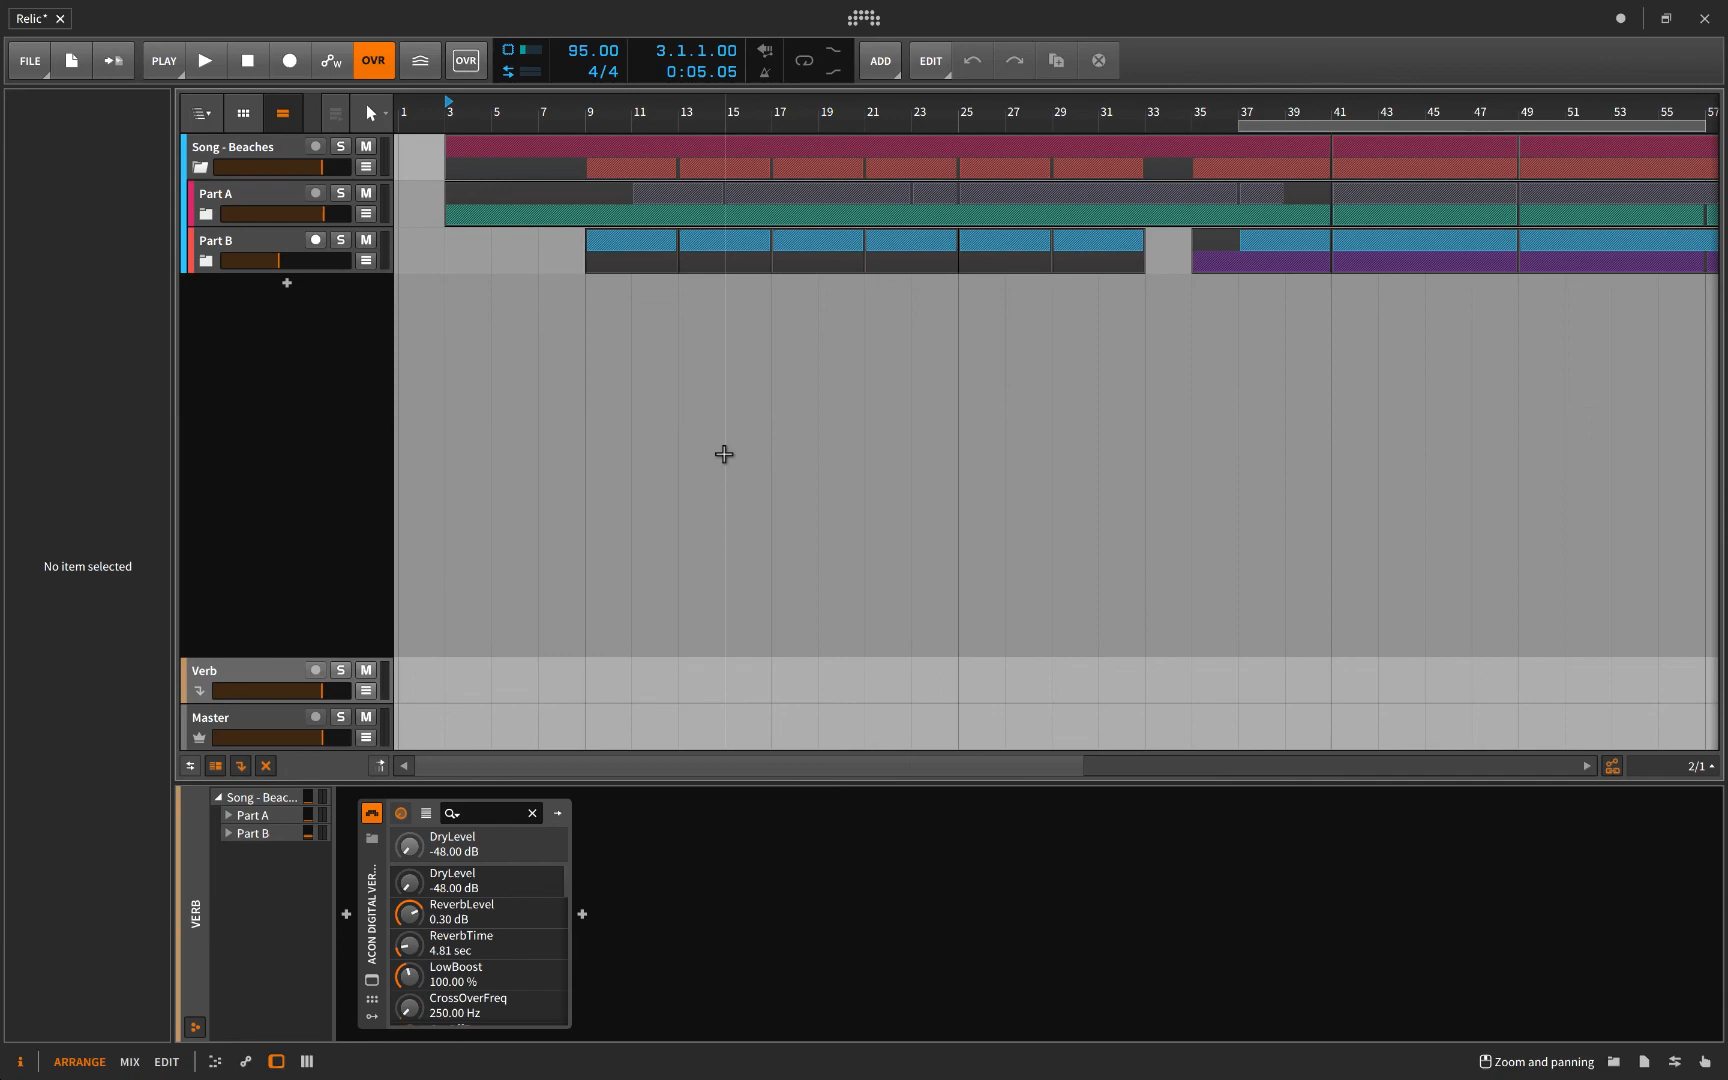 Relic*
FILE PLAY OVR OVR 95.00 4/4 3.1.1.00 0:05.05 ADD EDIT
1 3 5 7 9 11 13 15 17 19 21 23 25 27 29 31 33 35 37 39 41 43 45 47 49 51 53 55 57
Song - Beaches S M
Part A S M
Part B S M
No item selected
Verb S M
Master S M
2/1
Song - Beac...
Part A
Part B
VERB
ACON DIGITAL VER...
DryLevel
-48.00 dB
DryLevel
-48.00 dB
ReverbLevel
0.30 dB
ReverbTime
4.81 sec
LowBoost
100.00 %
CrossOverFreq
250.00 Hz
i ARRANGE MIX EDIT Zoom and panning